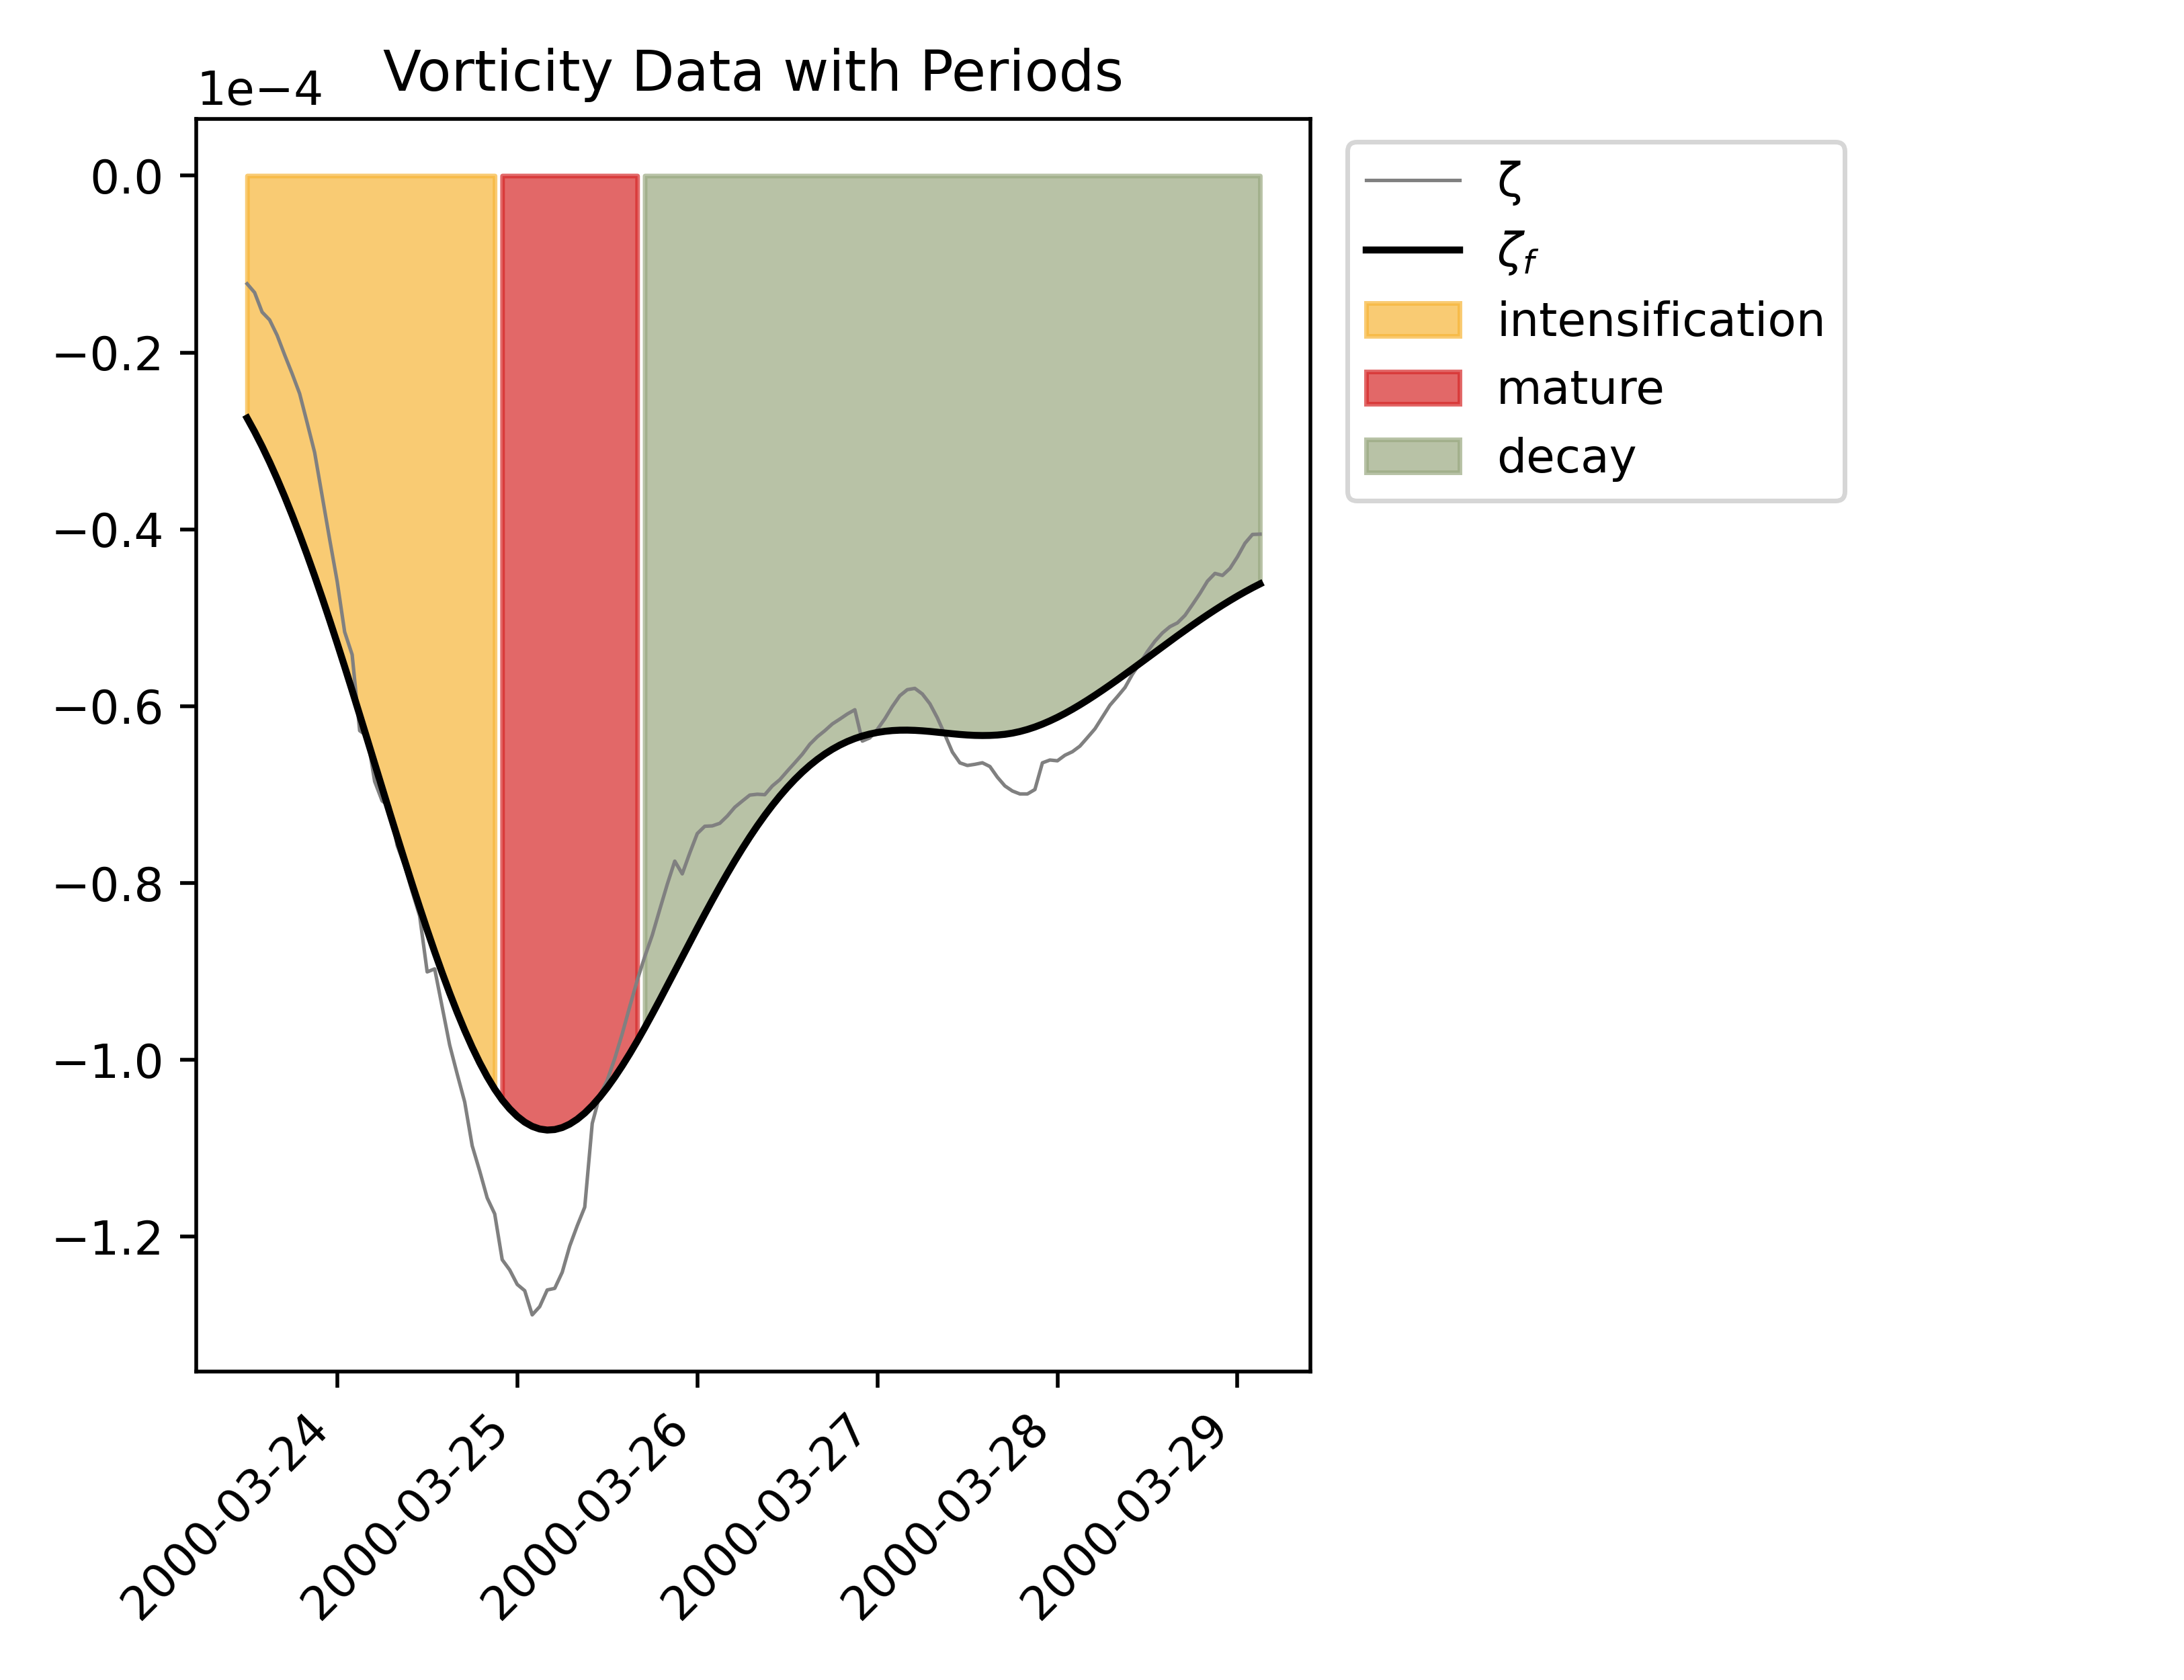 Vorticity Data with Periods
1e−4
0.0
−0.2
−0.4
−0.6
−0.8
−1.0
−1.2
2000-03-24
2000-03-25
2000-03-26
2000-03-27
2000-03-28
2000-03-29
ζ
ζf
intensification
mature
decay